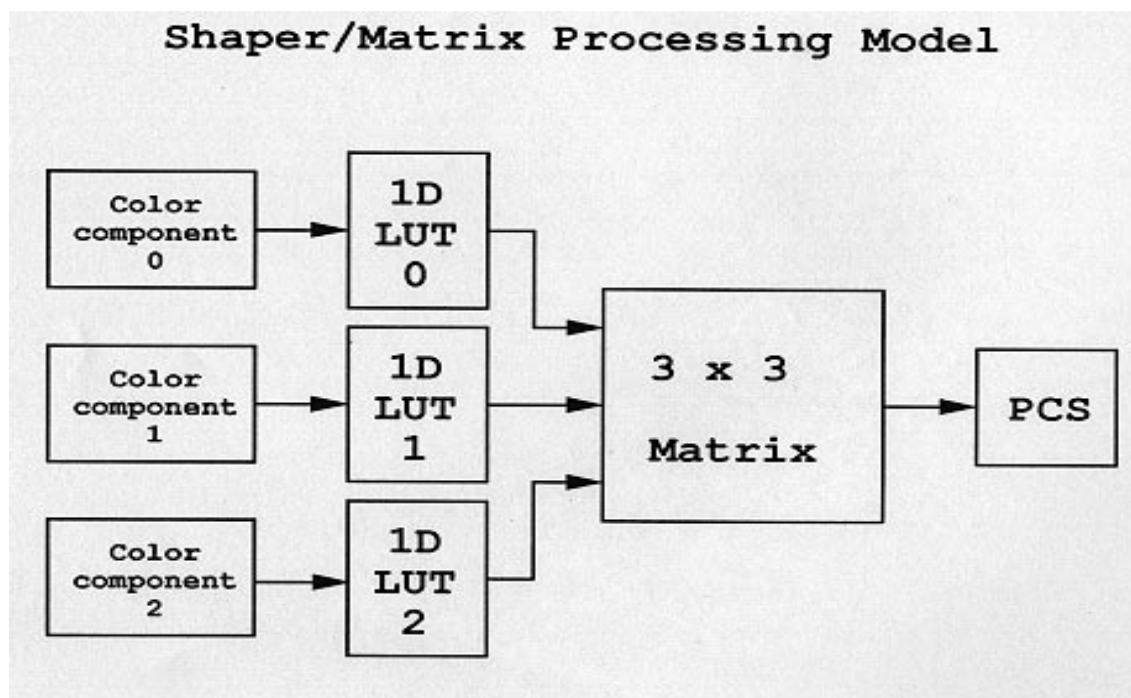 Shaper/Matrix Processing Model
Color
component
0
1D
LUT
0
Color
component
1
1D
LUT
1
Color
component
2
1D
LUT
2
3 x 3
Matrix
PCS